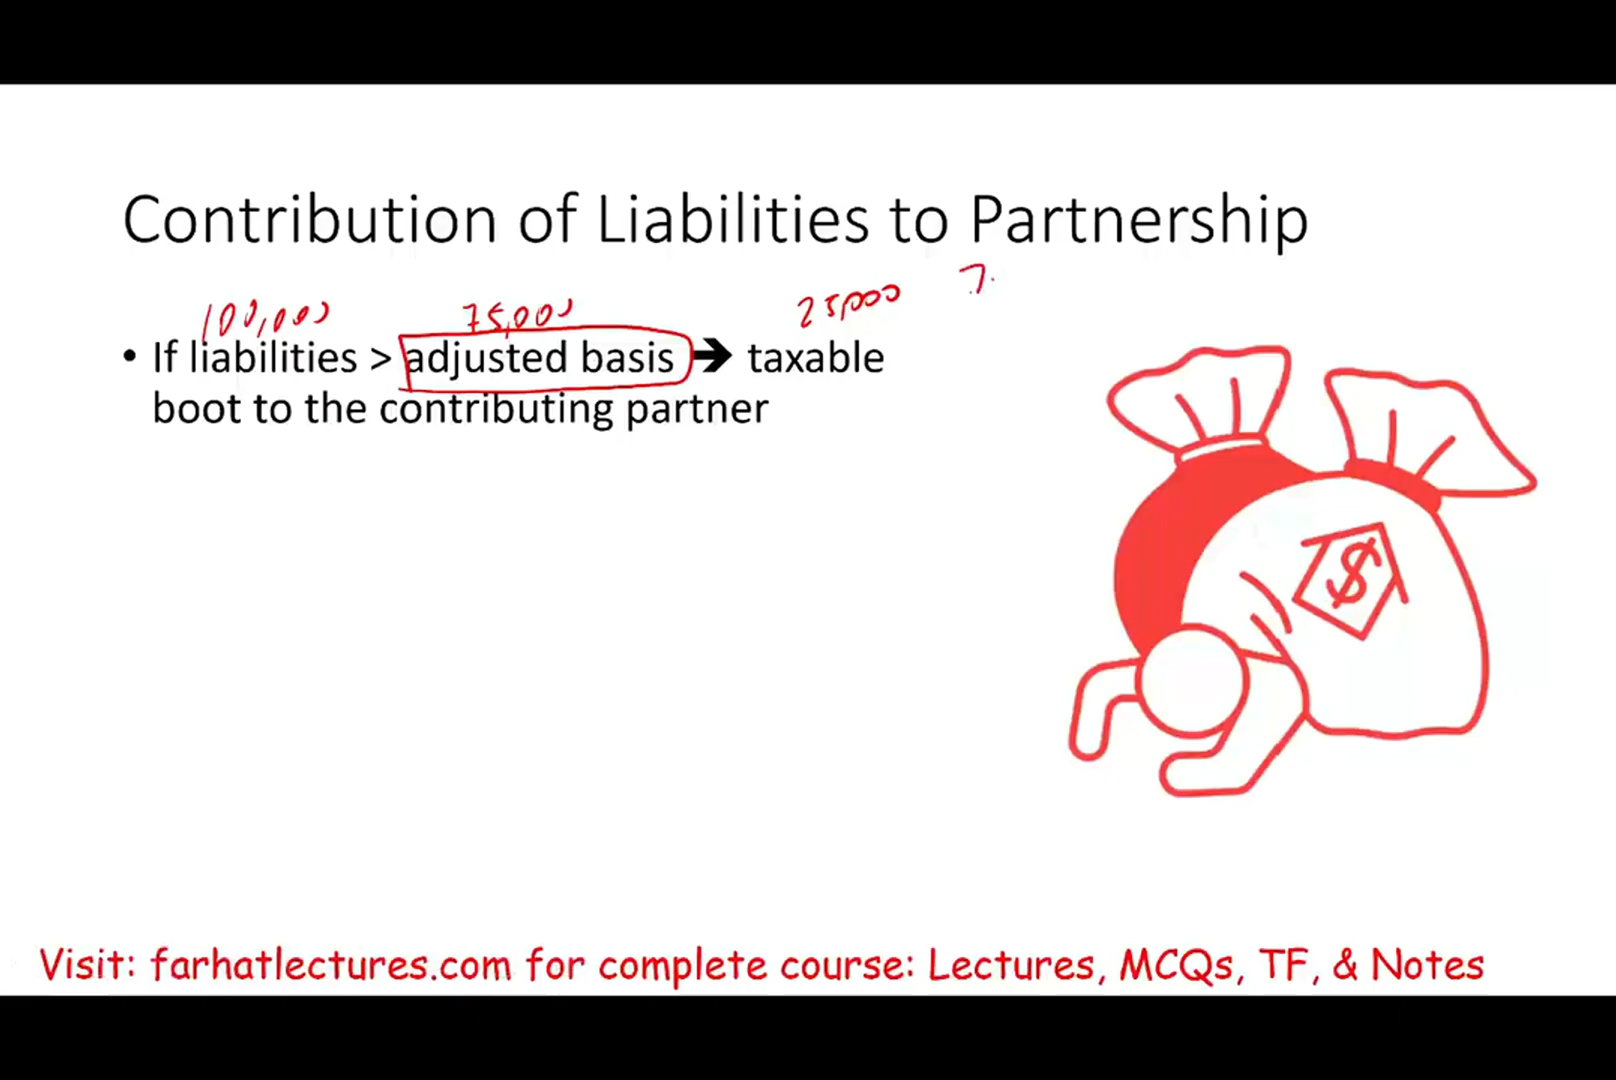 Contribution of Liabilities to Partnership
100,000 75,000 25,000 7.
• If liabilities > adjusted basis → taxable
boot to the contributing partner
$
Visit: farhatlectures.com for complete course: Lectures, MCQs, TF, & Notes